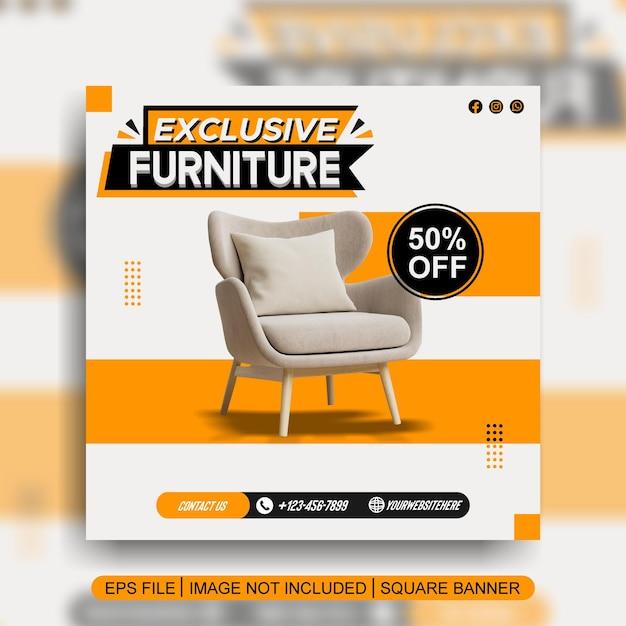 EXCLUSIVE
FURNITURE
50%
OFF
CONTACT US +123-456-7899 YOURWEBSITEHERE
EPS FILE | IMAGE NOT INCLUDED | SQUARE BANNER